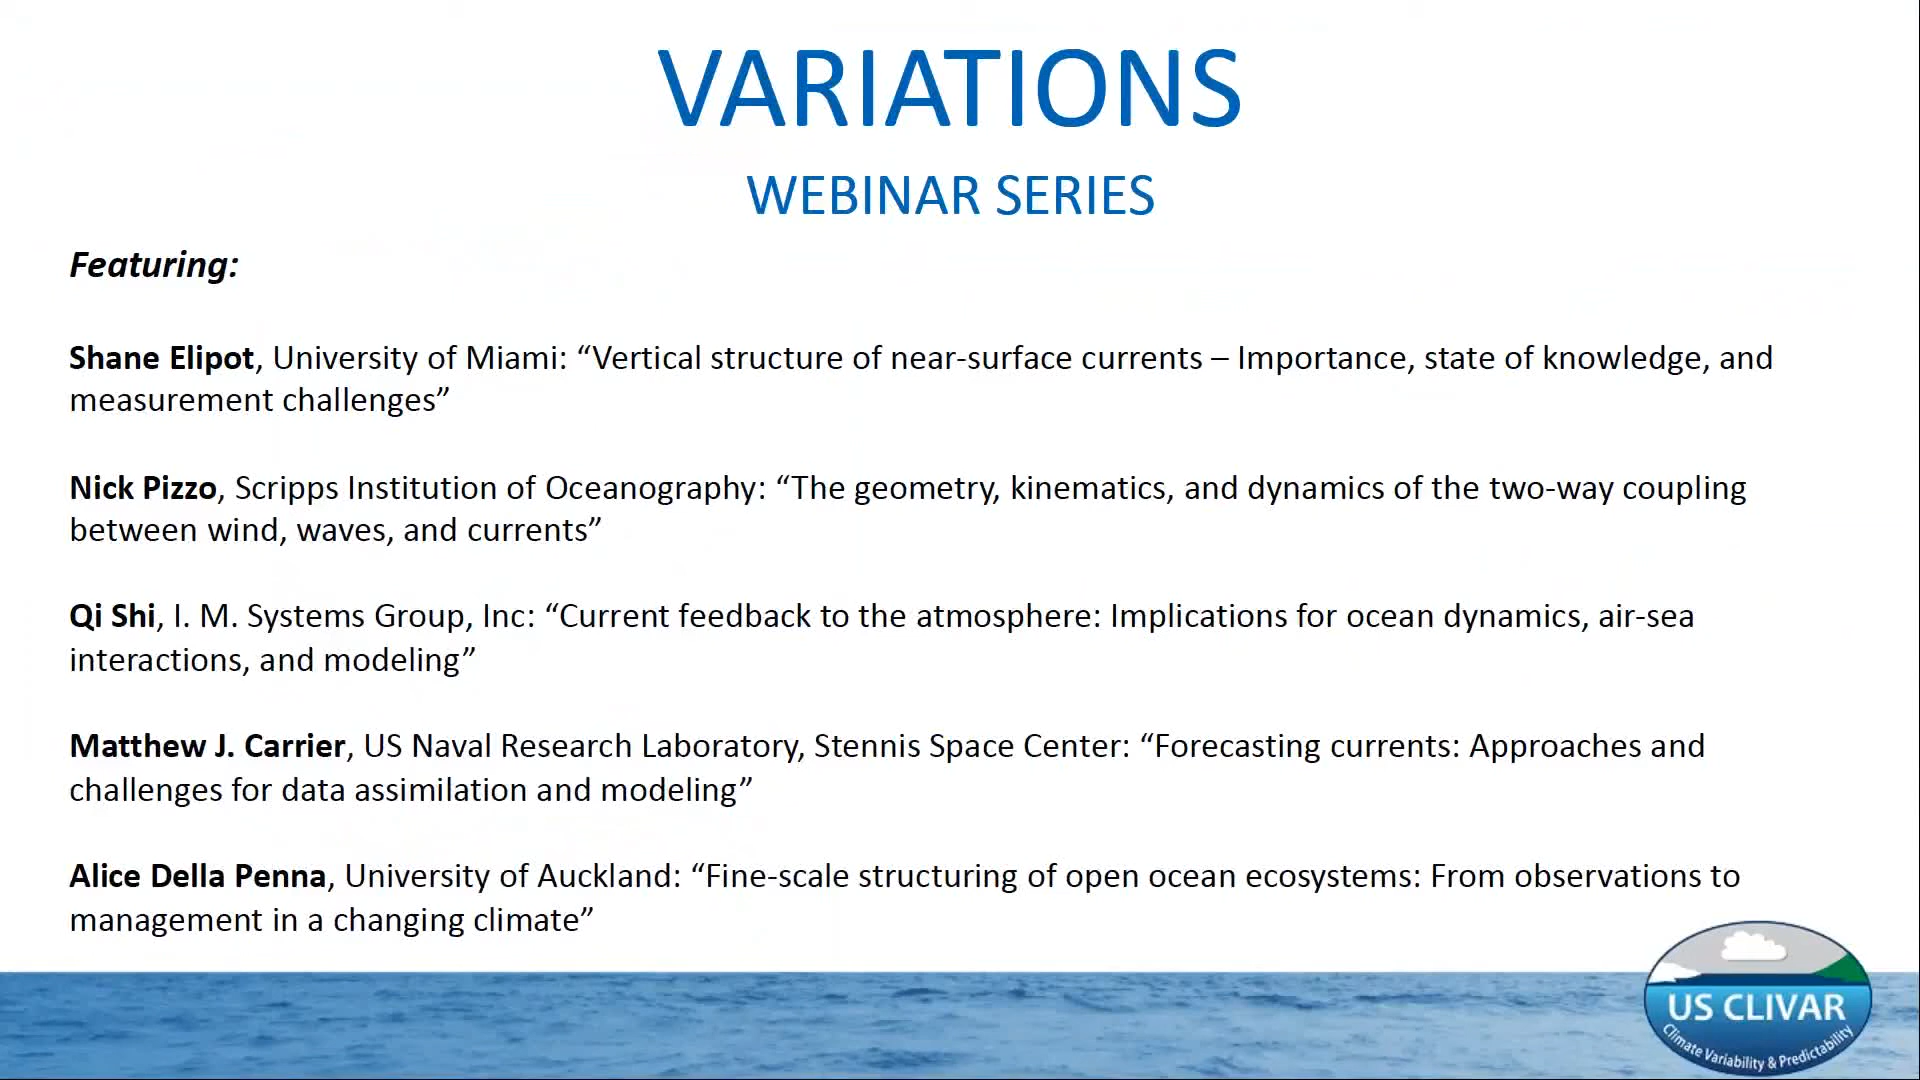 VARIATIONS
WEBINAR SERIES
Featuring:
Shane Elipot, University of Miami: “Vertical structure of near-surface currents – Importance, state of knowledge, and
measurement challenges”
Nick Pizzo, Scripps Institution of Oceanography: “The geometry, kinematics, and dynamics of the two-way coupling
between wind, waves, and currents”
Qi Shi, I. M. Systems Group, Inc: “Current feedback to the atmosphere: Implications for ocean dynamics, air-sea
interactions, and modeling”
Matthew J. Carrier, US Naval Research Laboratory, Stennis Space Center: “Forecasting currents: Approaches and
challenges for data assimilation and modeling”
Alice Della Penna, University of Auckland: “Fine-scale structuring of open ocean ecosystems: From observations to
management in a changing climate”
US CLIVAR
Climate Variability & Predictability